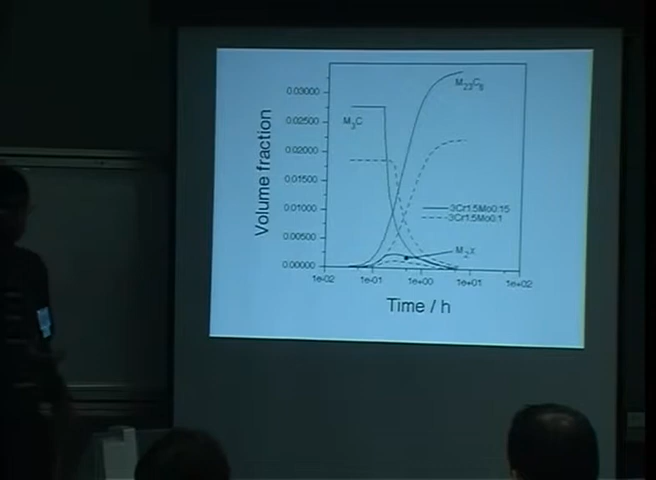 0.03000
0.02500
0.02000
0.01500
0.01000
0.00500
0.00000
Volume fraction
M3C
M23C6
3Cr1.5Mo0.15
3Cr1.5Mo0.1
M2X
1e-02 1e-01 1e+00 1e+01 1e+02
Time / h